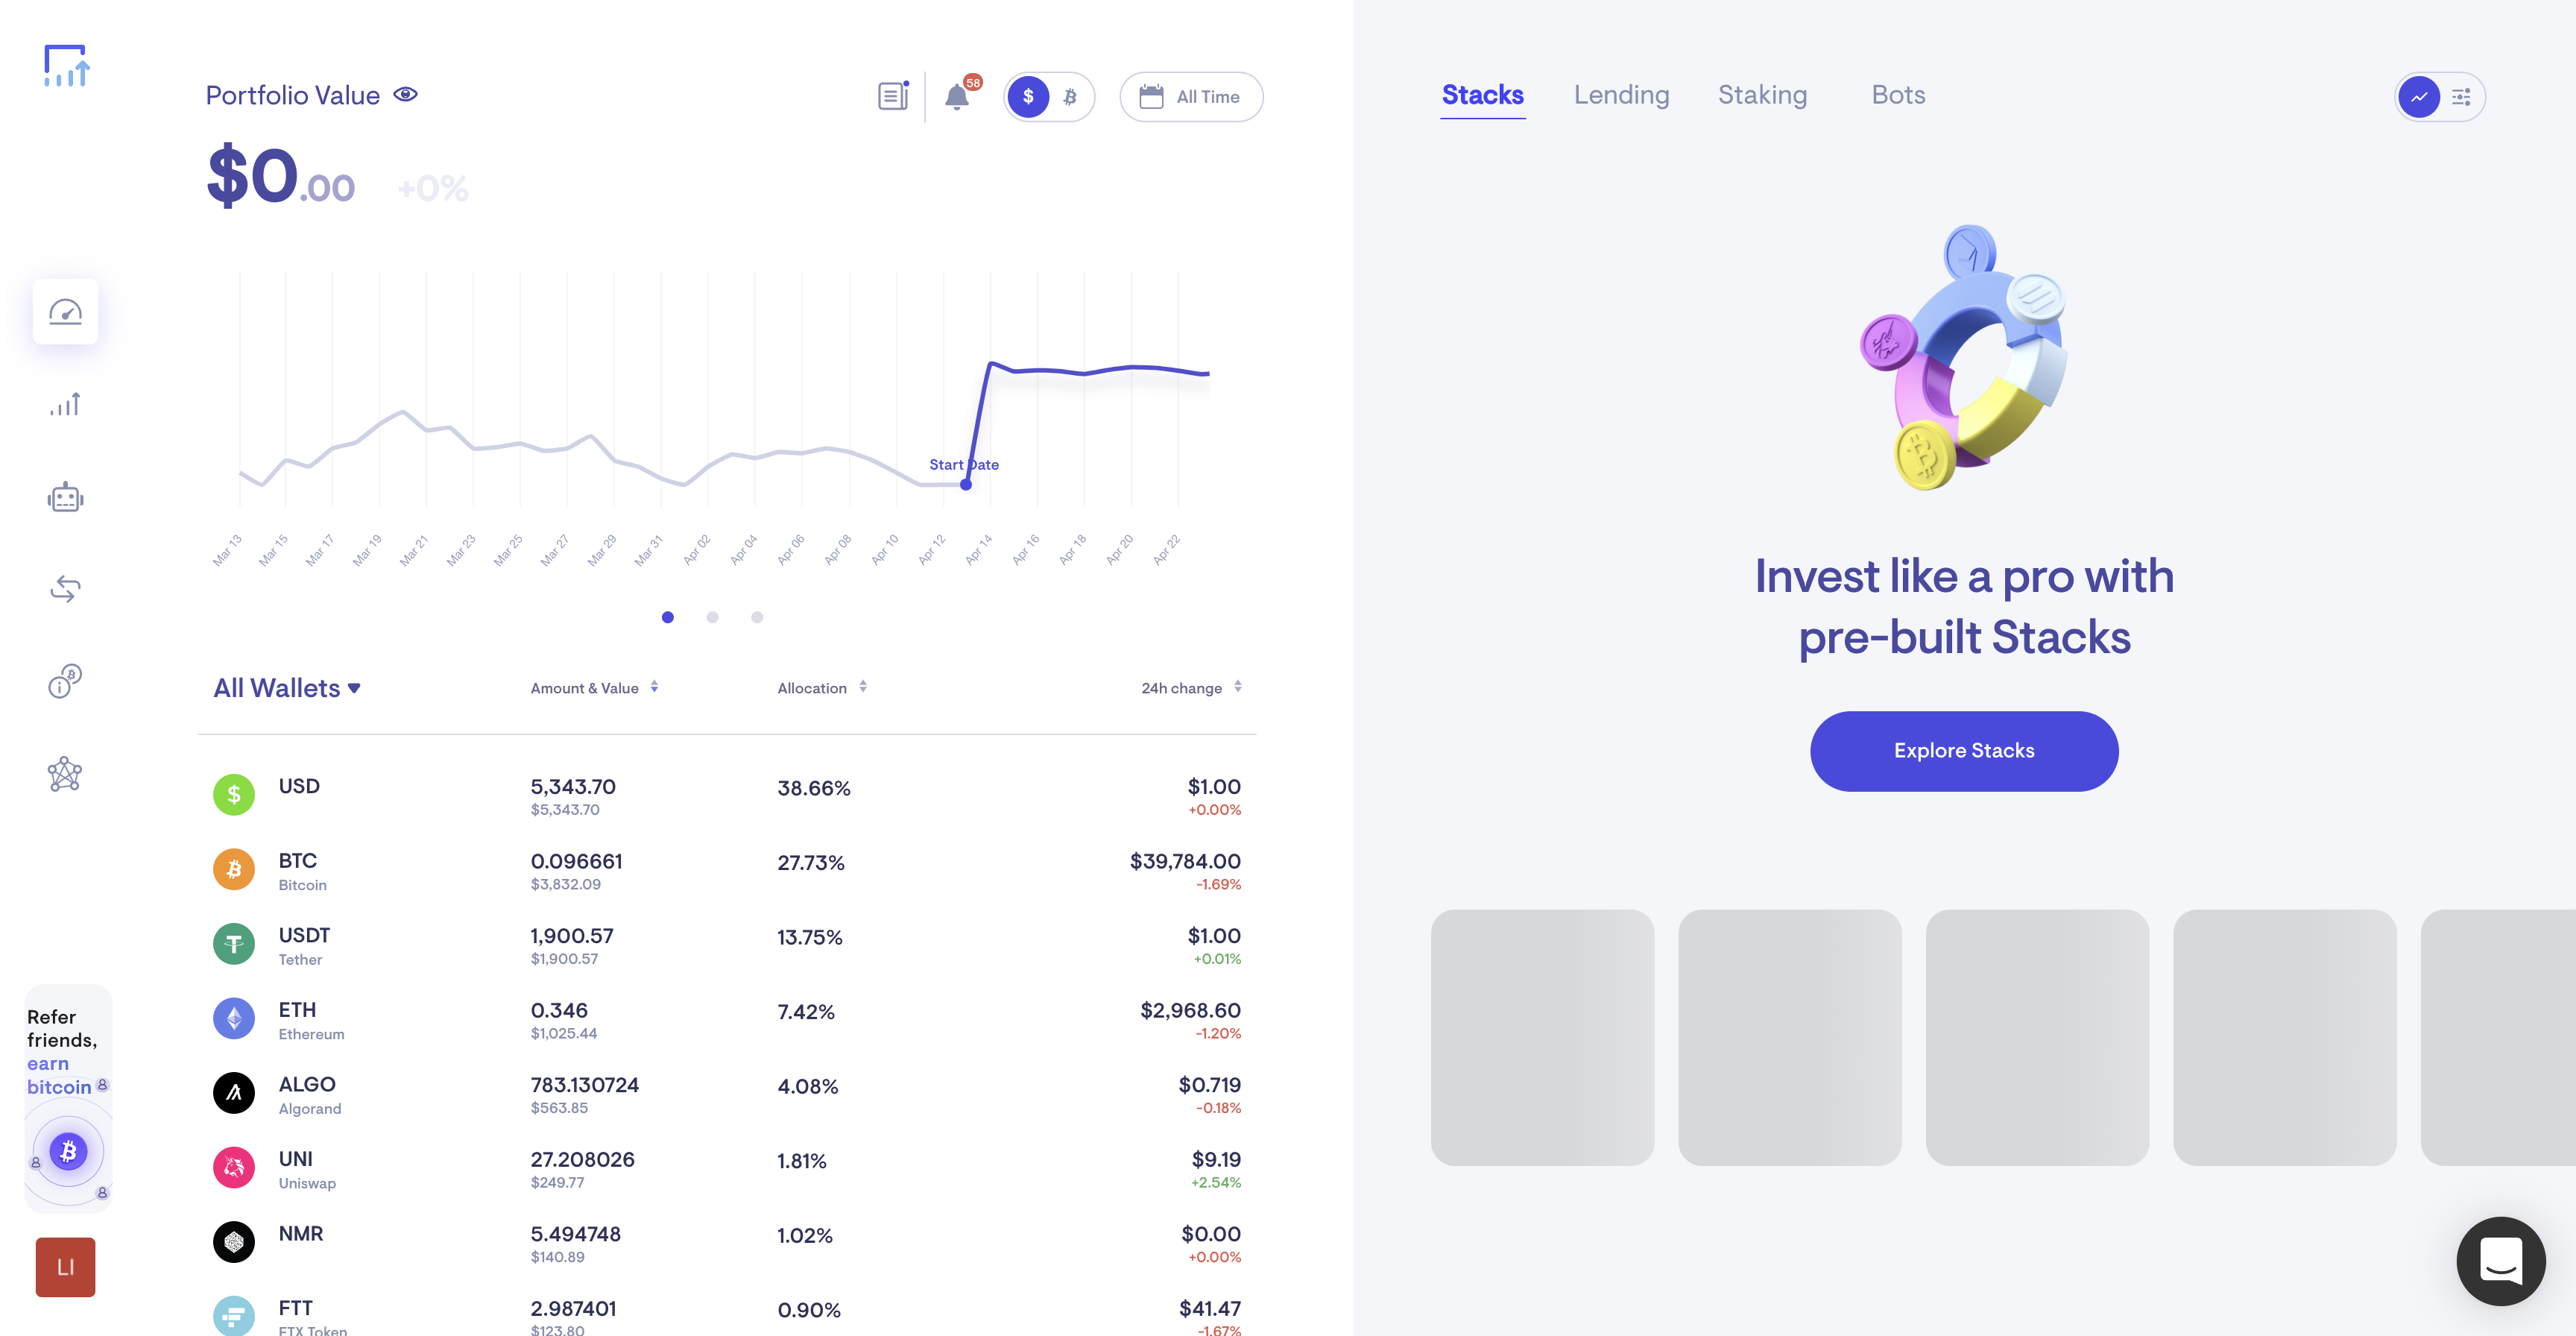 Portfolio Value
58
$
All Time
$0.00 +0%
Start Date
Mar 13 Mar 15 Mar 17 Mar 19 Mar 21 Mar 23 Mar 25 Mar 27 Mar 29 Mar 31 Apr 02 Apr 04 Apr 06 Apr 08 Apr 10 Apr 12 Apr 14 Apr 16 Apr 18 Apr 20 Apr 22
All Wallets Amount & Value Allocation 24h change
USD 5,343.70 38.66% $1.00
$5,343.70 +0.00%
BTC 0.096661 27.73% $39,784.00
Bitcoin $3,832.09 -1.69%
USDT 1,900.57 13.75% $1.00
Tether $1,900.57 +0.01%
ETH 0.346 7.42% $2,968.60
Ethereum $1,025.44 -1.20%
ALGO 783.130724 4.08% $0.719
Algorand $563.85 -0.18%
UNI 27.208026 1.81% $9.19
Uniswap $249.77 +2.54%
NMR 5.494748 1.02% $0.00
$140.89 +0.00%
FTT 2.987401 0.90% $41.47
FTX Token $123.80 -1.67%
Refer
friends,
earn
bitcoin
LI
Stacks Lending Staking Bots
Invest like a pro with
pre-built Stacks
Explore Stacks